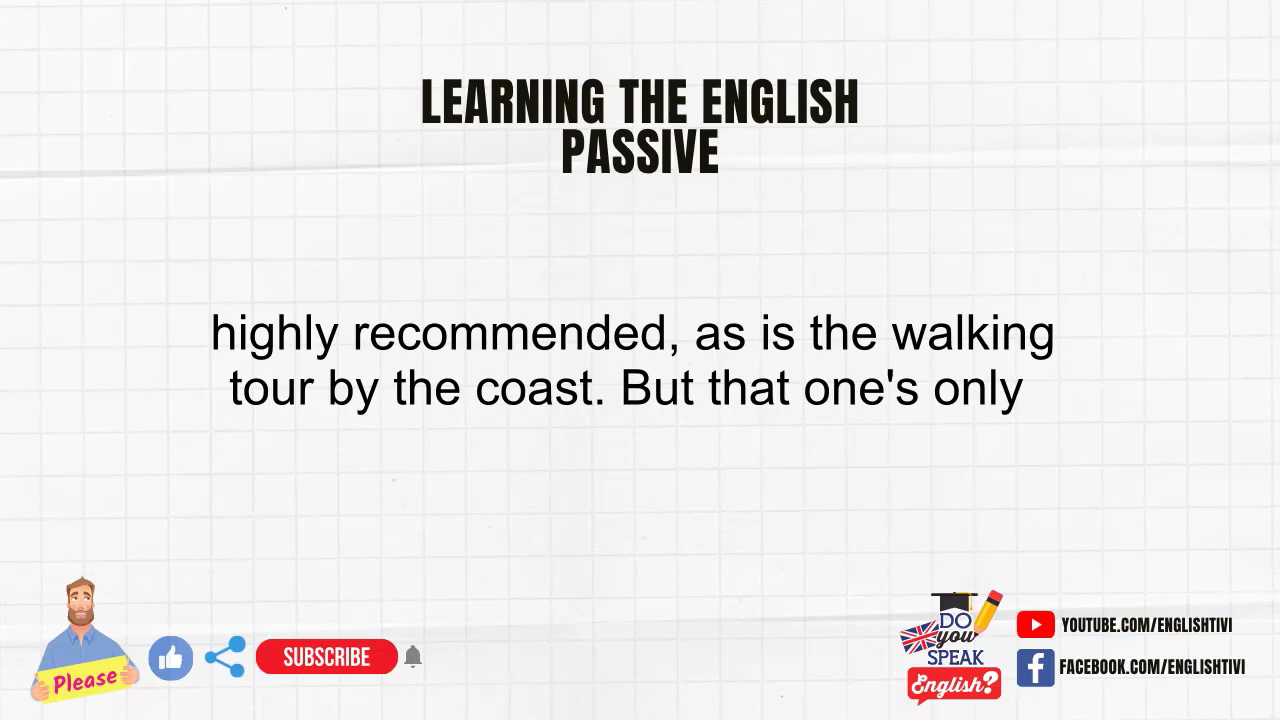 LEARNING THE ENGLISH
PASSIVE
highly recommended, as is the walking
tour by the coast. But that one's only
Please
SUBSCRIBE
DO
you
SPEAK
English?
YOUTUBE.COM/ENGLISHTIVI
FACEBOOK.COM/ENGLISHTIVI